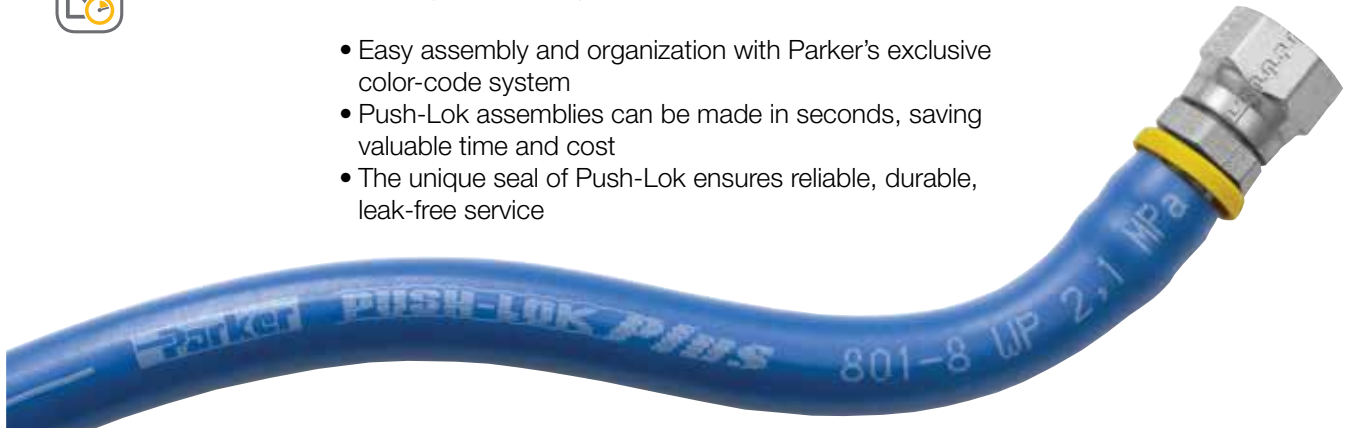 • Easy assembly and organization with Parker’s exclusive
color-code system
• Push-Lok assemblies can be made in seconds, saving
valuable time and cost
• The unique seal of Push-Lok ensures reliable, durable,
leak-free service
Parker PUSH-LOK Plus 801-8 WP 2,1 MPa